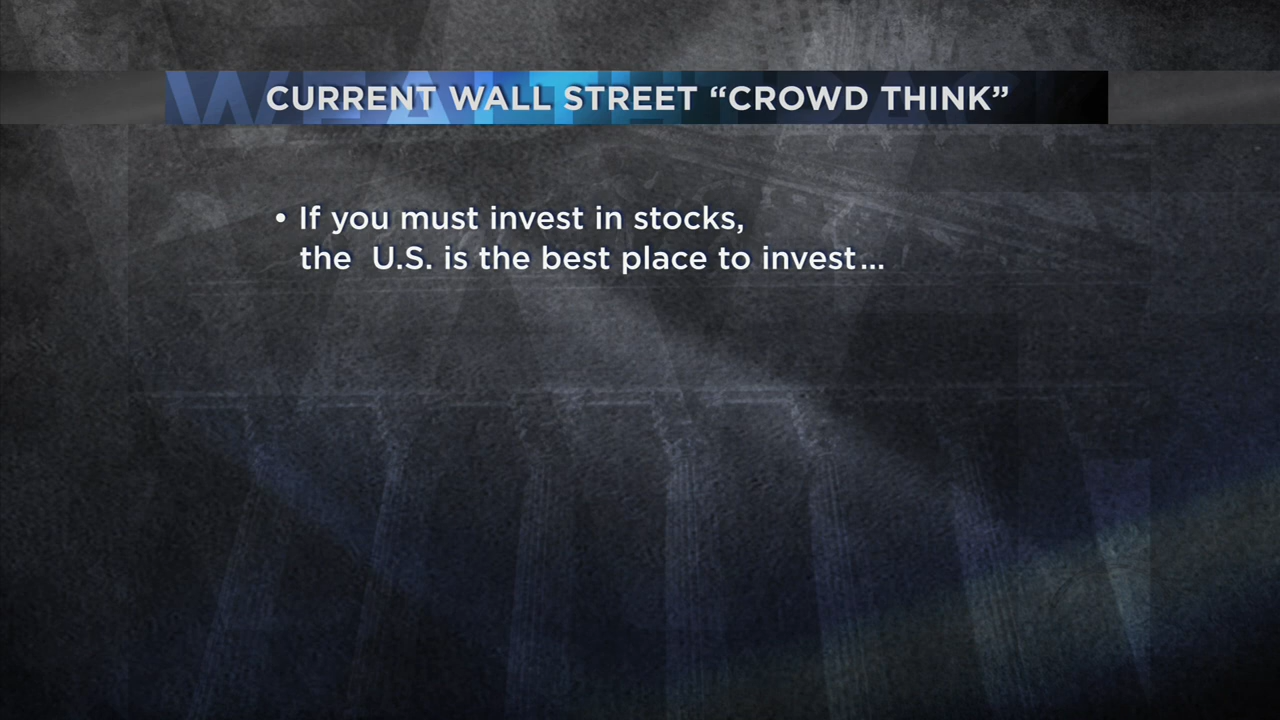 CURRENT WALL STREET “CROWD THINK”
• If you must invest in stocks,
the U.S. is the best place to invest...